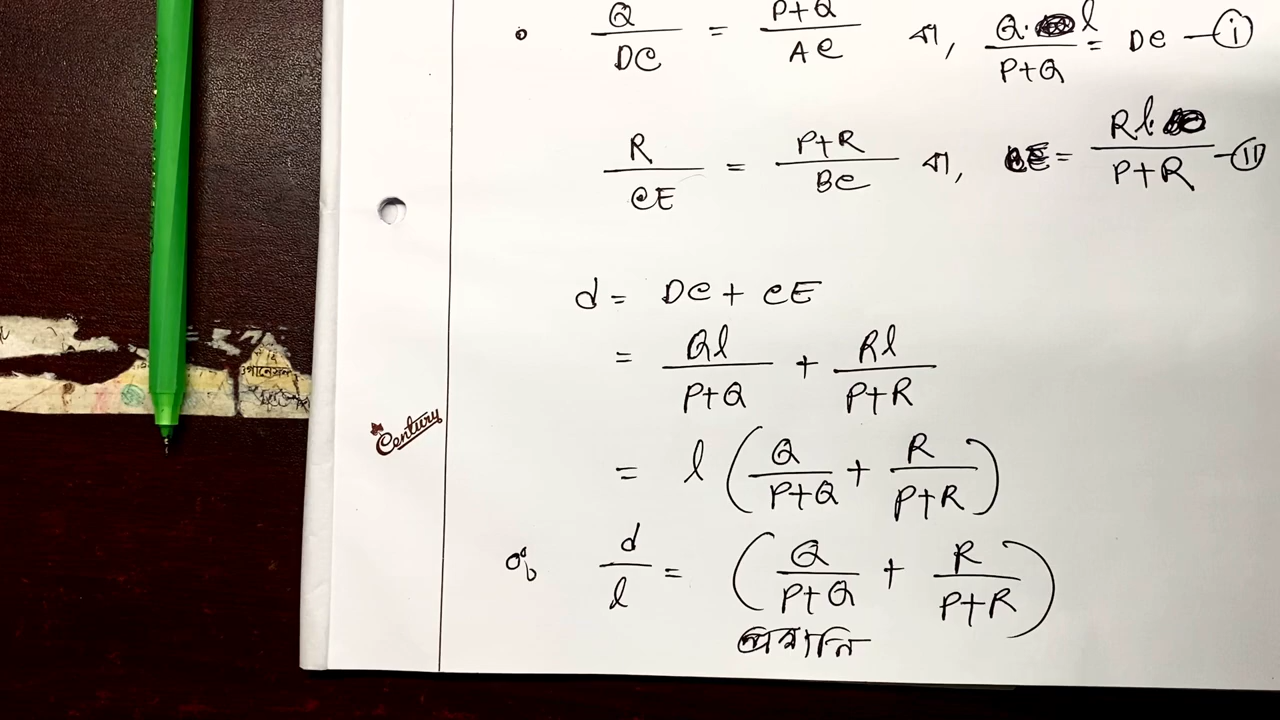 Q/DC = P+Q/AC বা, Q·l/P+Q = DC —(i)
R/CE = P+R/BC বা, CE = Rl/P+R —(ii)
d = DC + CE
= Ql/P+Q + Rl/P+R
= l (Q/P+Q + R/P+R)
∴ d/l = (Q/P+Q + R/P+R)
প্রমানিত
Century